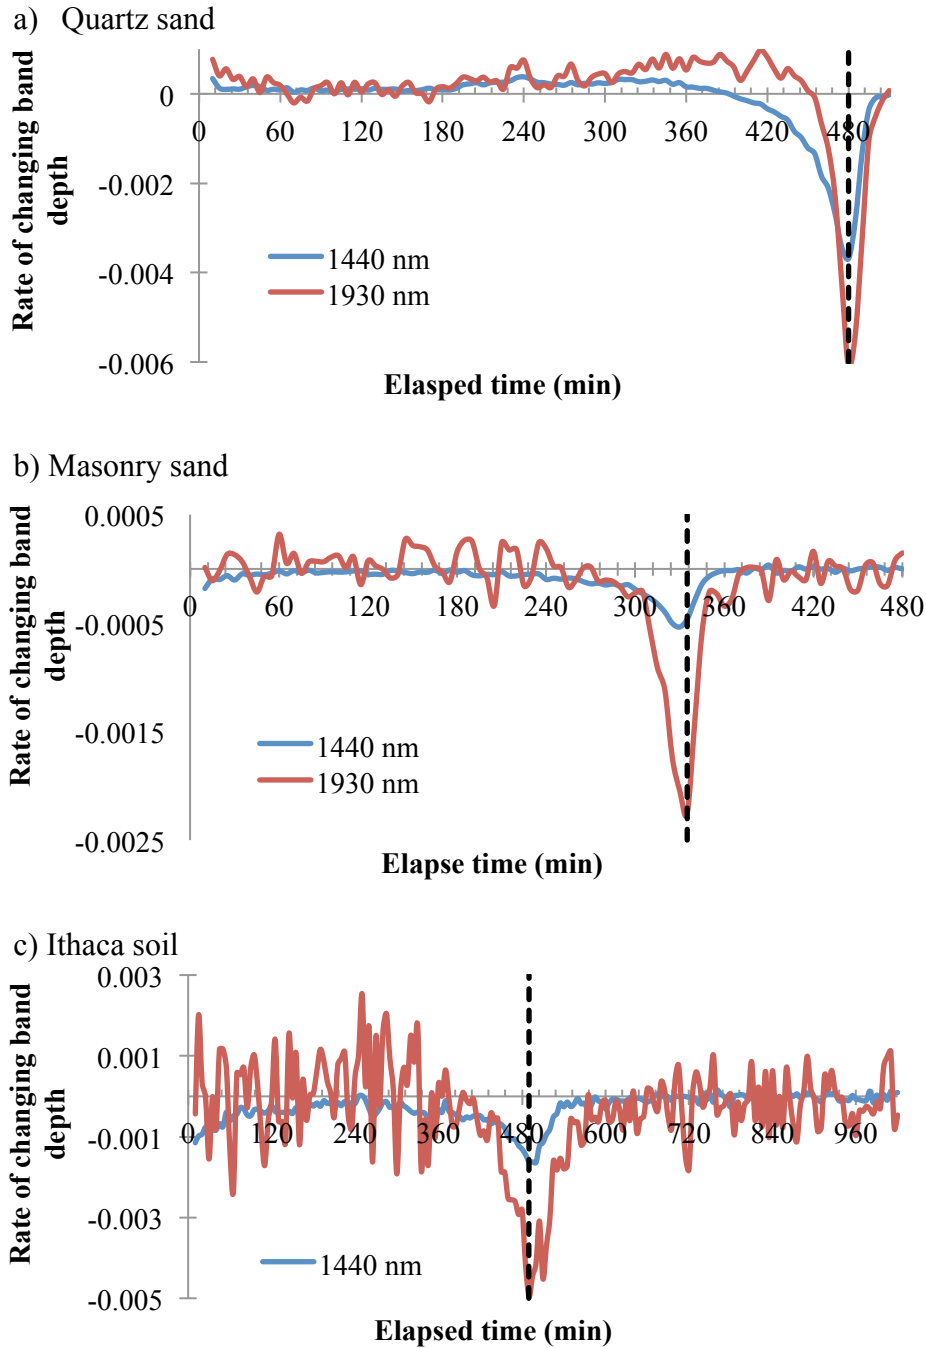 a) Quartz sand
Rate of changing band
depth
0
-0.002
-0.004
-0.006
0 60 120 180 240 300 360 420 480
1440 nm
1930 nm
Elasped time (min)
b) Masonry sand
Rate of changing band
depth
0.0005
-0.0005
-0.0015
-0.0025
0 60 120 180 240 300 360 420 480
1440 nm
1930 nm
Elapse time (min)
c) Ithaca soil
Rate of changing band
depth
0.003
0.001
-0.001
-0.003
-0.005
0 120 240 360 480 600 720 840 960
1440 nm
Elapsed time (min)